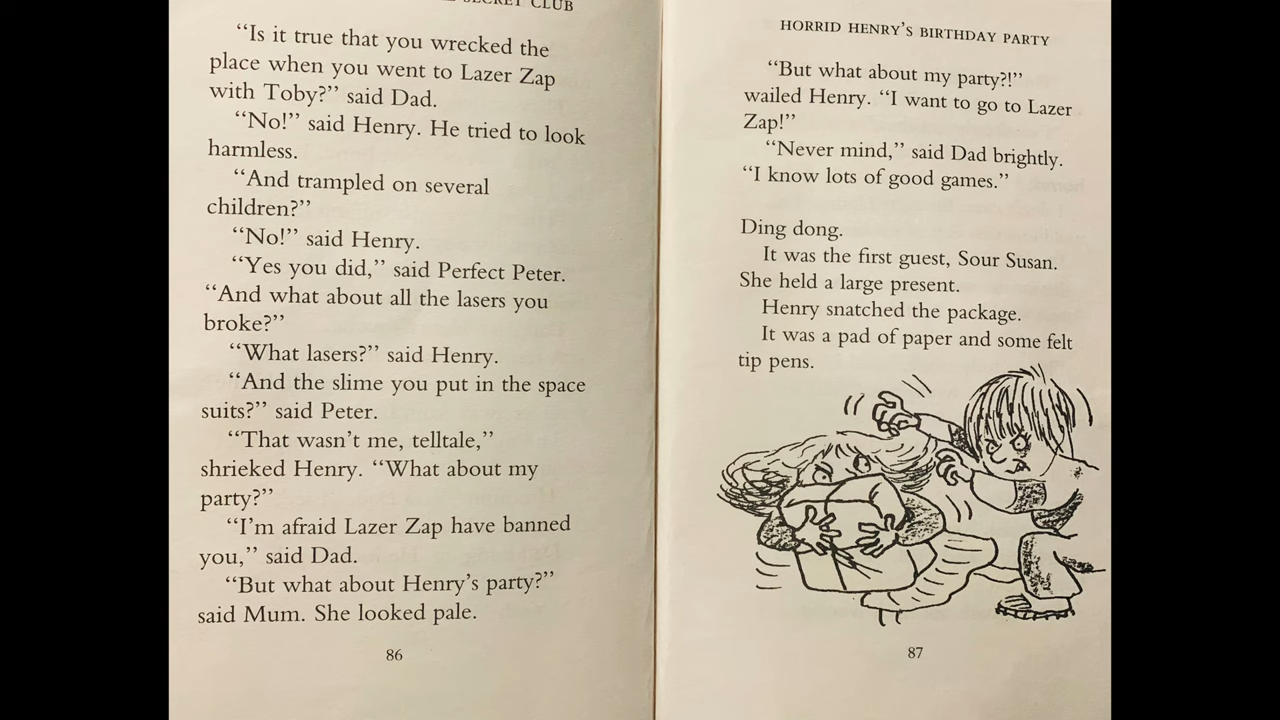 SECRET CLUB
“Is it true that you wrecked the
place when you went to Lazer Zap
with Toby?” said Dad.
“No!” said Henry. He tried to look
harmless.
“And trampled on several
children?”
“No!” said Henry.
“Yes you did,” said Perfect Peter.
“And what about all the lasers you
broke?”
“What lasers?” said Henry.
“And the slime you put in the space
suits?” said Peter.
“That wasn’t me, telltale,”
shrieked Henry. “What about my
party?”
“I’m afraid Lazer Zap have banned
you,” said Dad.
“But what about Henry’s party?”
said Mum. She looked pale.
86
HORRID HENRY’S BIRTHDAY PARTY
“But what about my party?!”
wailed Henry. “I want to go to Lazer
Zap!”
“Never mind,” said Dad brightly.
“I know lots of good games.”
Ding dong.
It was the first guest, Sour Susan.
She held a large present.
Henry snatched the package.
It was a pad of paper and some felt
tip pens.
87